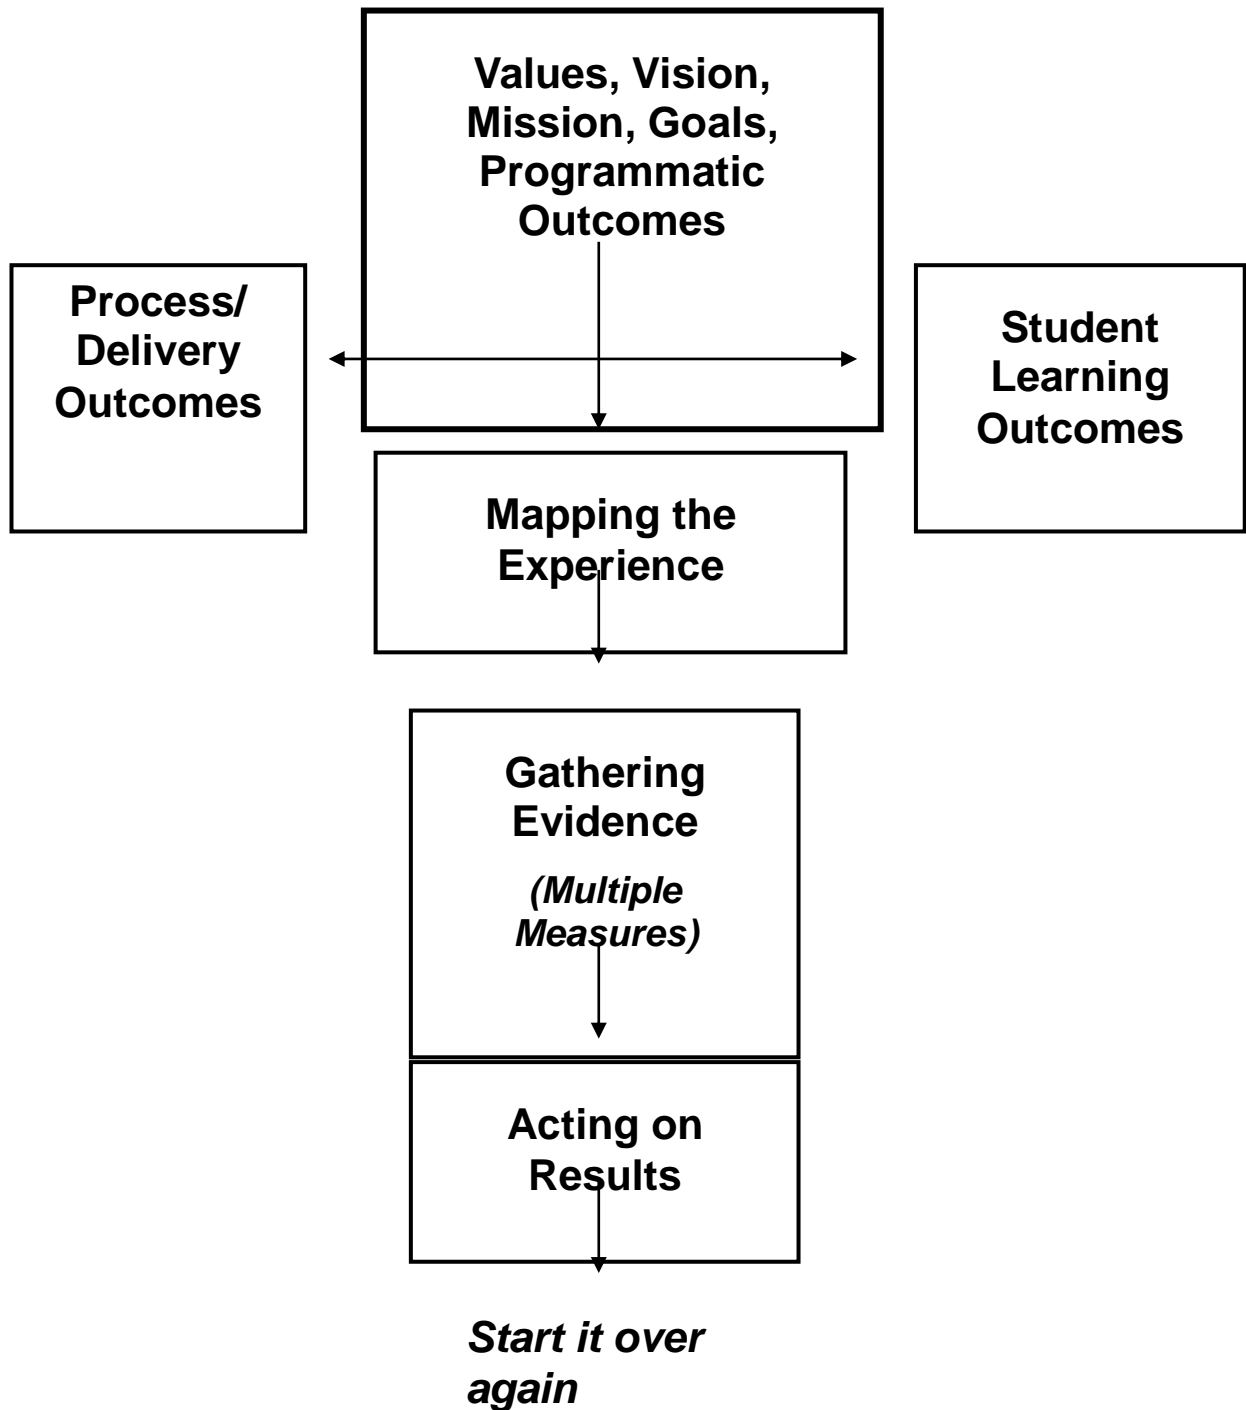 Values, Vision,
Mission, Goals,
Programmatic
Outcomes
Process/
Delivery
Outcomes
Student
Learning
Outcomes
Mapping the
Experience
Gathering
Evidence
(Multiple
Measures)
Acting on
Results
Start it over
again